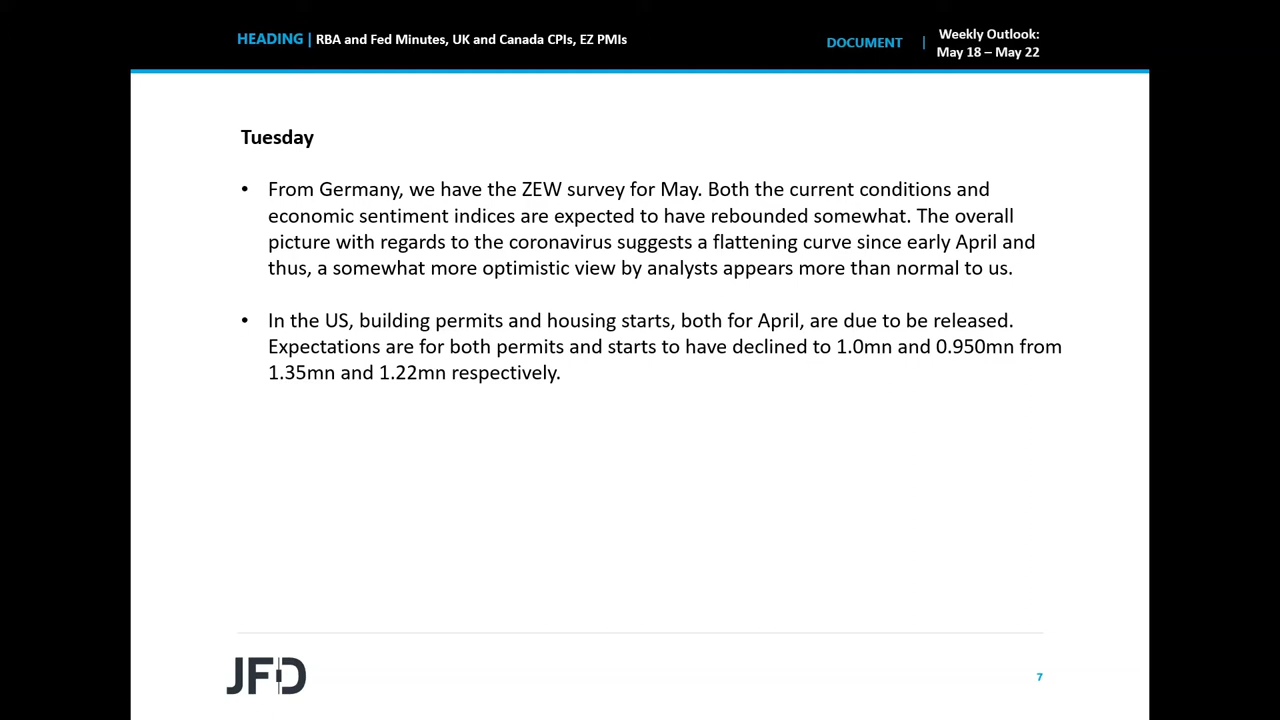 HEADING | RBA and Fed Minutes, UK and Canada CPIs, EZ PMIs
DOCUMENT | Weekly Outlook:
May 18 – May 22
Tuesday
• From Germany, we have the ZEW survey for May. Both the current conditions and
economic sentiment indices are expected to have rebounded somewhat. The overall
picture with regards to the coronavirus suggests a flattening curve since early April and
thus, a somewhat more optimistic view by analysts appears more than normal to us.
• In the US, building permits and housing starts, both for April, are due to be released.
Expectations are for both permits and starts to have declined to 1.0mn and 0.950mn from
1.35mn and 1.22mn respectively.
JFD
7